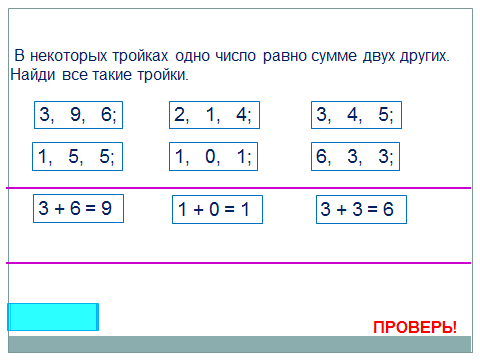 В некоторых тройках одно число равно сумме двух других.
Найди все такие тройки.
3, 9, 6; 2, 1, 4; 3, 4, 5;
1, 5, 5; 1, 0, 1; 6, 3, 3;
3 + 6 = 9 1 + 0 = 1 3 + 3 = 6
ПРОВЕРЬ!